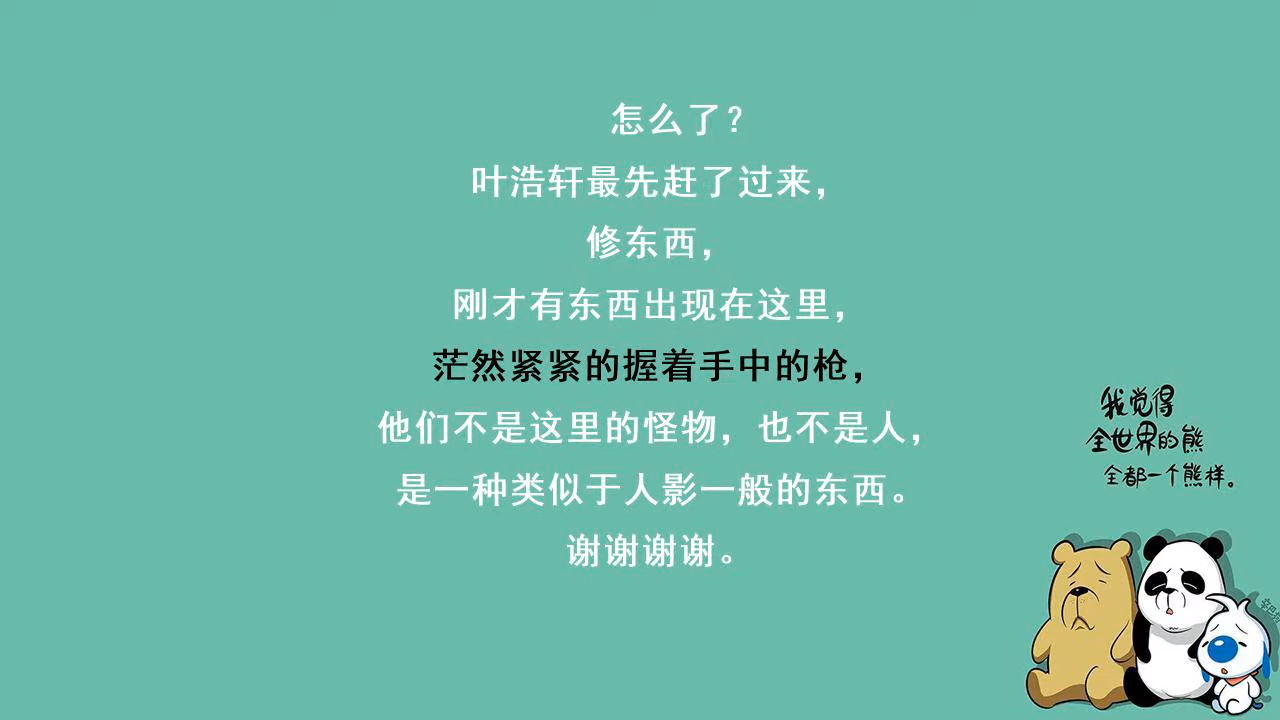 怎么了？
叶浩轩最先赶了过来，
修东西，
刚才有东西出现在这里，
茫然紧紧的握着手中的枪，
他们不是这里的怪物，也不是人，
是一种类似于人影一般的东西。
谢谢谢谢。
我觉得
全世界的熊
全都一个熊样。